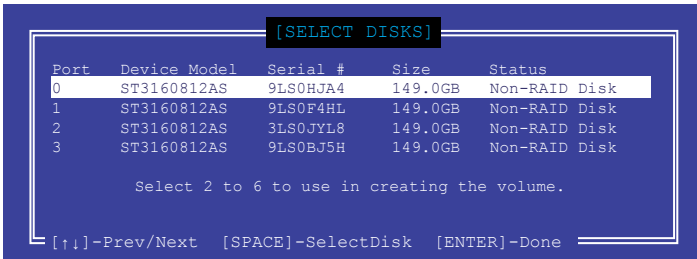 [SELECT DISKS]
Port Device Model Serial # Size Status
0 ST3160812AS 9LS0HJA4 149.0GB Non-RAID Disk
1 ST3160812AS 9LS0F4HL 149.0GB Non-RAID Disk
2 ST3160812AS 3LS0JYL8 149.0GB Non-RAID Disk
3 ST3160812AS 9LS0BJ5H 149.0GB Non-RAID Disk
Select 2 to 6 to use in creating the volume.
[↑↓]-Prev/Next [SPACE]-SelectDisk [ENTER]-Done